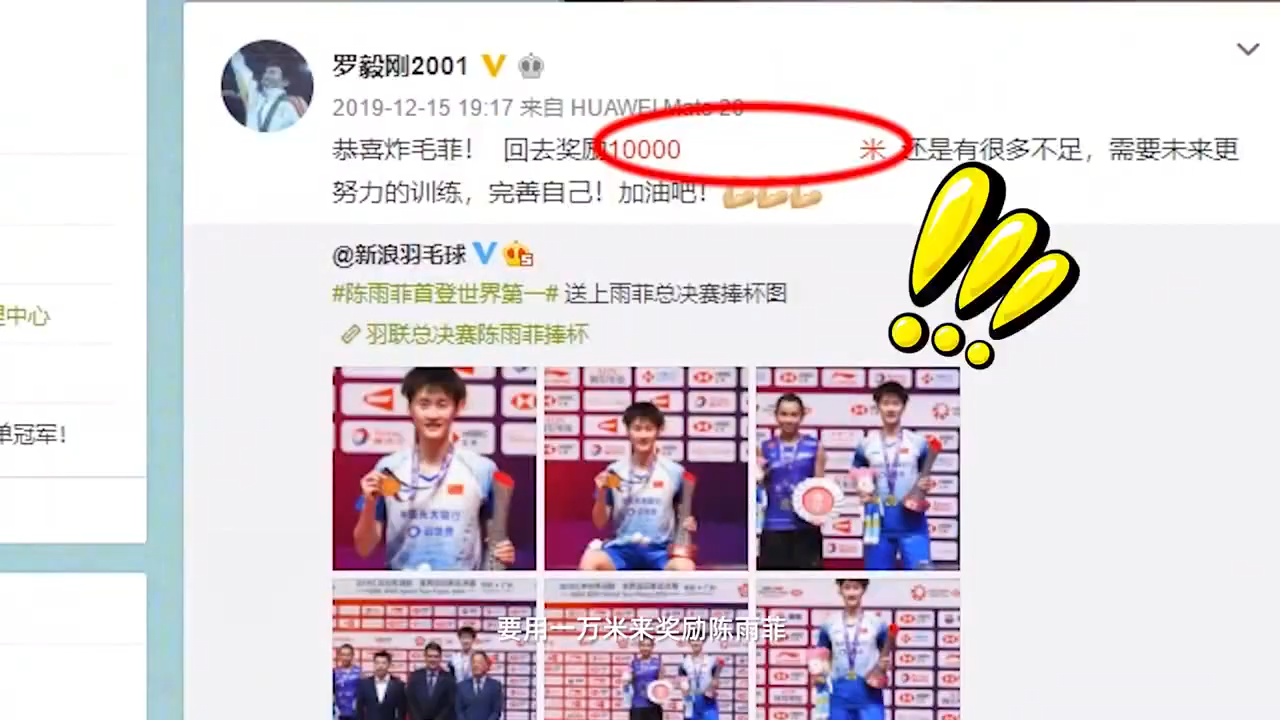 罗毅刚2001
2019-12-15 19:17 来自 HUAWEI Mate 20
恭喜炸毛菲！ 回去奖励10000 米 还是有很多不足，需要未来更
努力的训练，完善自己！加油吧！
@新浪羽毛球
#陈雨菲首登世界第一# 送上雨菲总决赛捧杯图
羽联总决赛陈雨菲捧杯
理中心
单冠军！
要用一万米来奖励陈雨菲